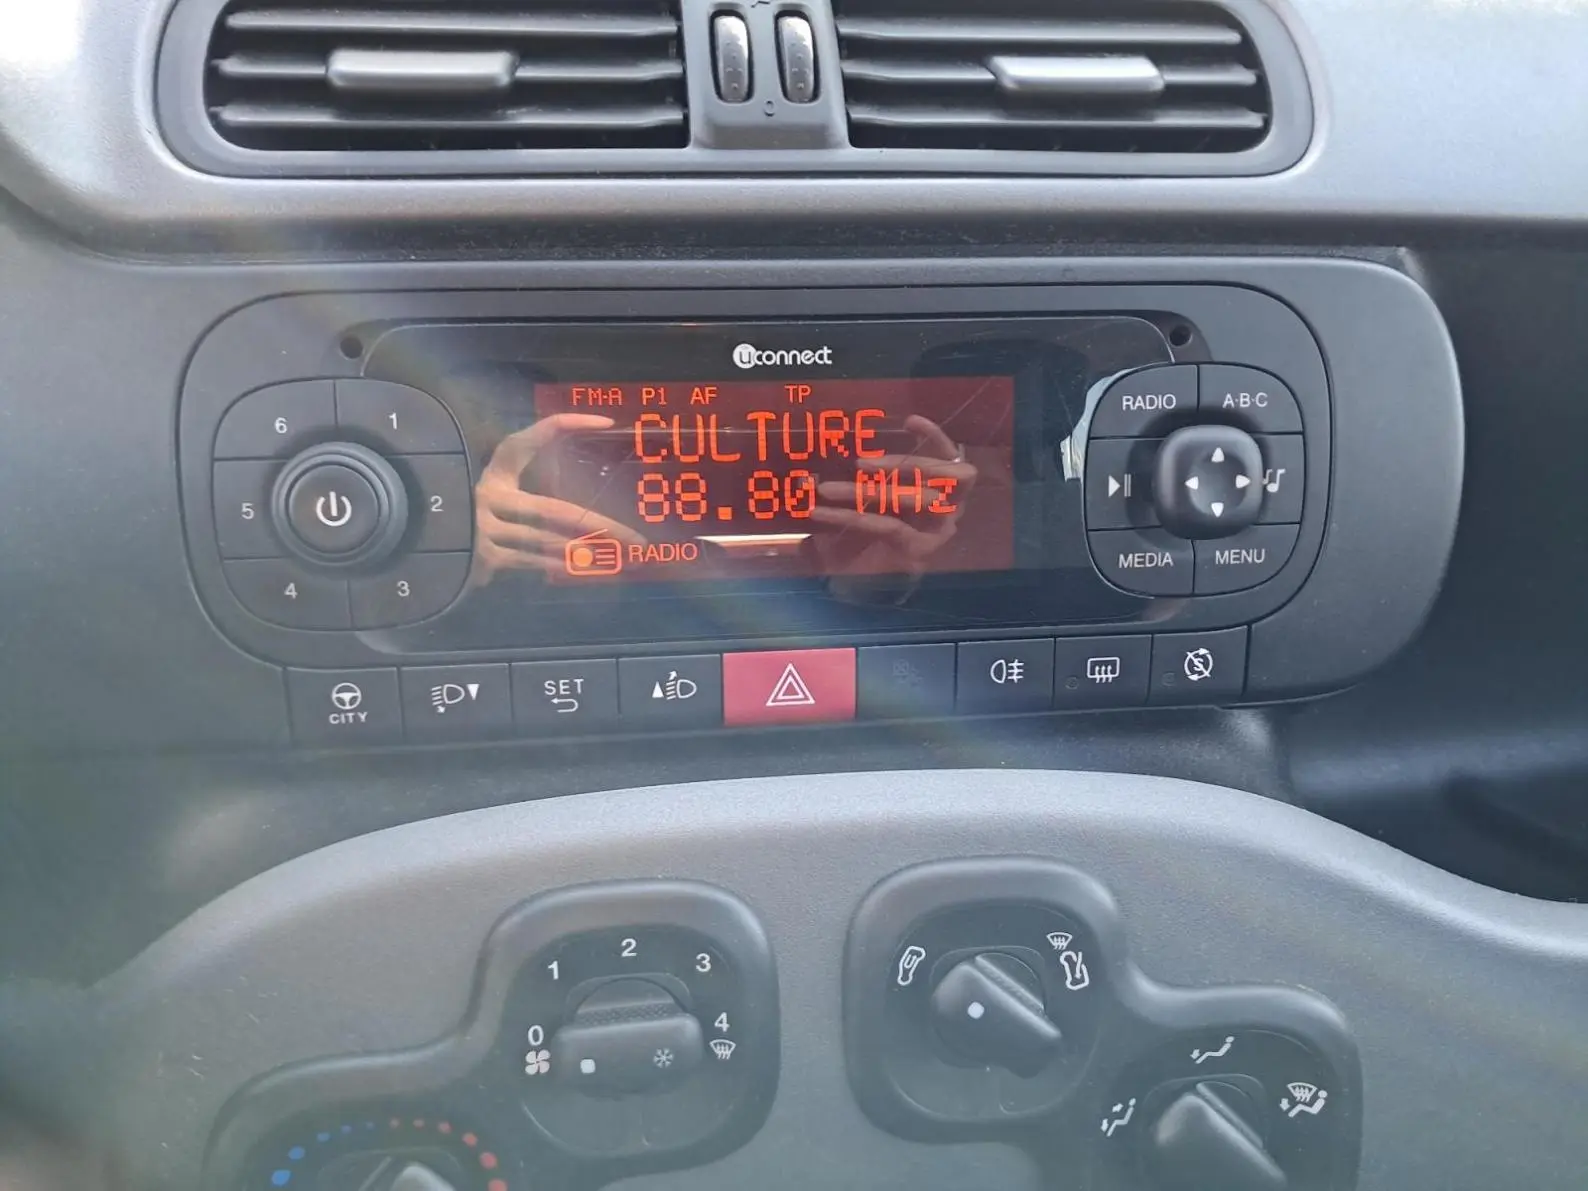 uconnect
FM-A P1 AF TP
CULTURE
88.80 MHz
RADIO
6 1
5 2
4 3
RADIO A·B·C
MEDIA MENU
CITY
SET
0 1 2 3 4